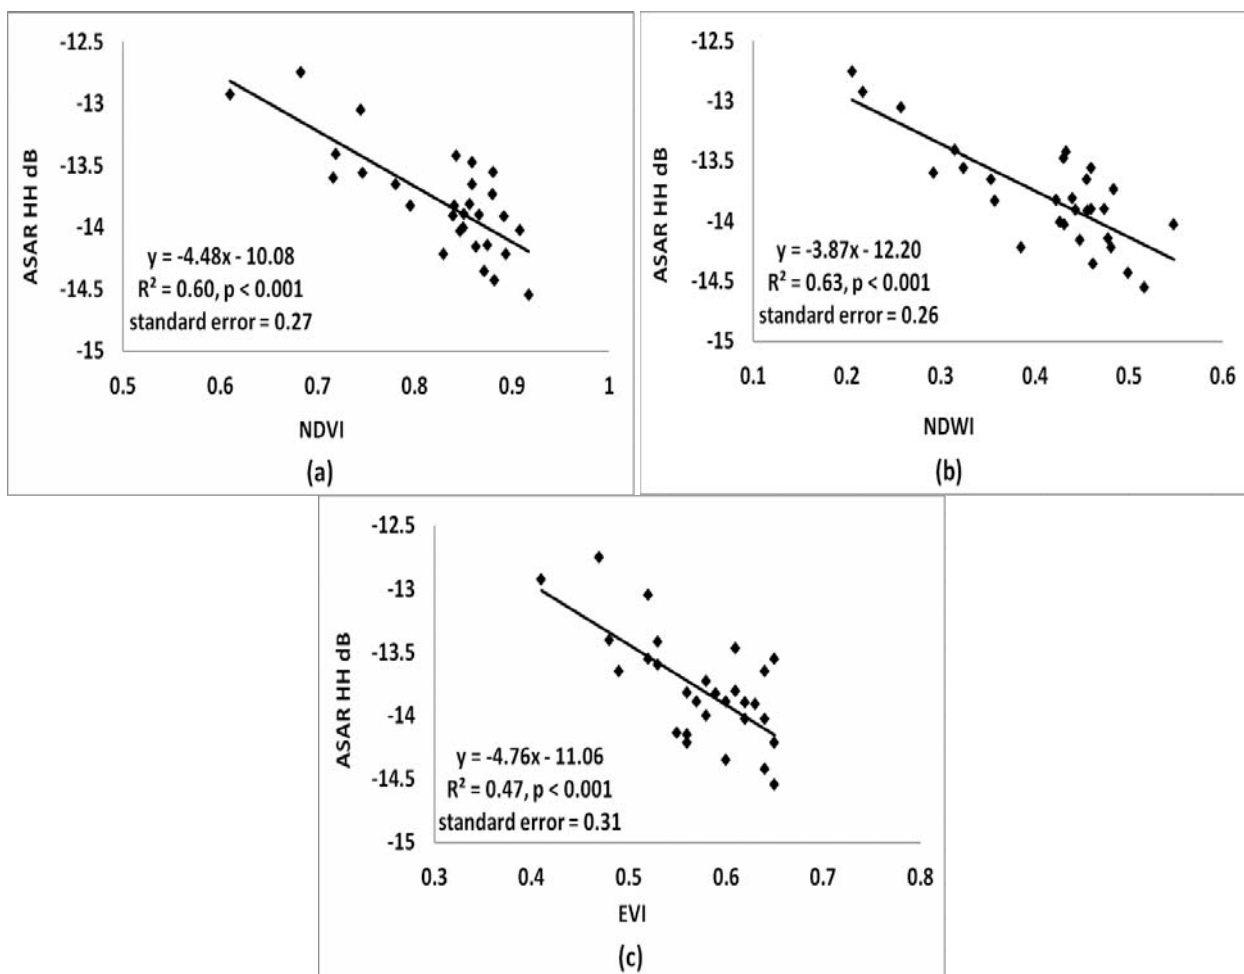 -12.5
-13
-13.5
-14
-14.5
-15
ASAR HH dB
y = -4.48x - 10.08
R² = 0.60, p < 0.001
standard error = 0.27
0.5 0.6 0.7 0.8 0.9 1
NDVI
(a)
-12.5
-13
-13.5
-14
-14.5
-15
ASAR HH dB
y = -3.87x - 12.20
R² = 0.63, p < 0.001
standard error = 0.26
0.1 0.2 0.3 0.4 0.5 0.6
NDWI
(b)
-12.5
-13
-13.5
-14
-14.5
-15
ASAR HH dB
y = -4.76x - 11.06
R² = 0.47, p < 0.001
standard error = 0.31
0.3 0.4 0.5 0.6 0.7 0.8
EVI
(c)